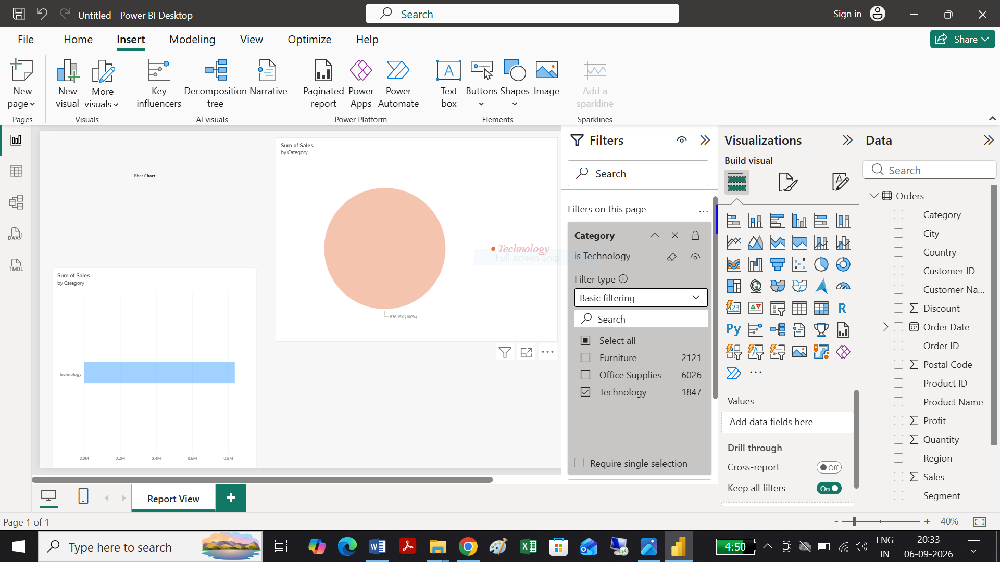 Untitled - Power BI Desktop
Search
Sign in
File
Home
Insert
Modeling
View
Optimize
Help
Share
New page
New visual
More visuals
Key influencers
Decomposition tree
Narrative
Paginated report
Power Apps
Power Automate
Text box
Buttons
Shapes
Image
Add a sparkline
Pages
Visuals
AI visuals
Power Platform
Elements
Sparklines
DAX
TMDL
Bbar Chart
Sum of Sales
by Category
836.15K (100%)
Technology
Full-screen Snip
Sum of Sales
by Category
Technology
0.0M 0.2M 0.4M 0.6M 0.8M
Filters
Search
Filters on this page
Category
is Technology
Filter type
Basic filtering
Search
Select all
Furniture 2121
Office Supplies 6026
Technology 1847
Require single selection
Visualizations
Build visual
123
R
Py
Values
Add data fields here
Drill through
Cross-report
Off
Keep all filters
On
Data
Search
Orders
Category
City
Country
Customer ID
Customer Na...
Discount
Order Date
Order ID
Postal Code
Product ID
Product Name
Profit
Quantity
Region
Sales
Segment
Report View
Page 1 of 1
40%
Type here to search
4:50
ENG
IN
20:33
06-09-2026